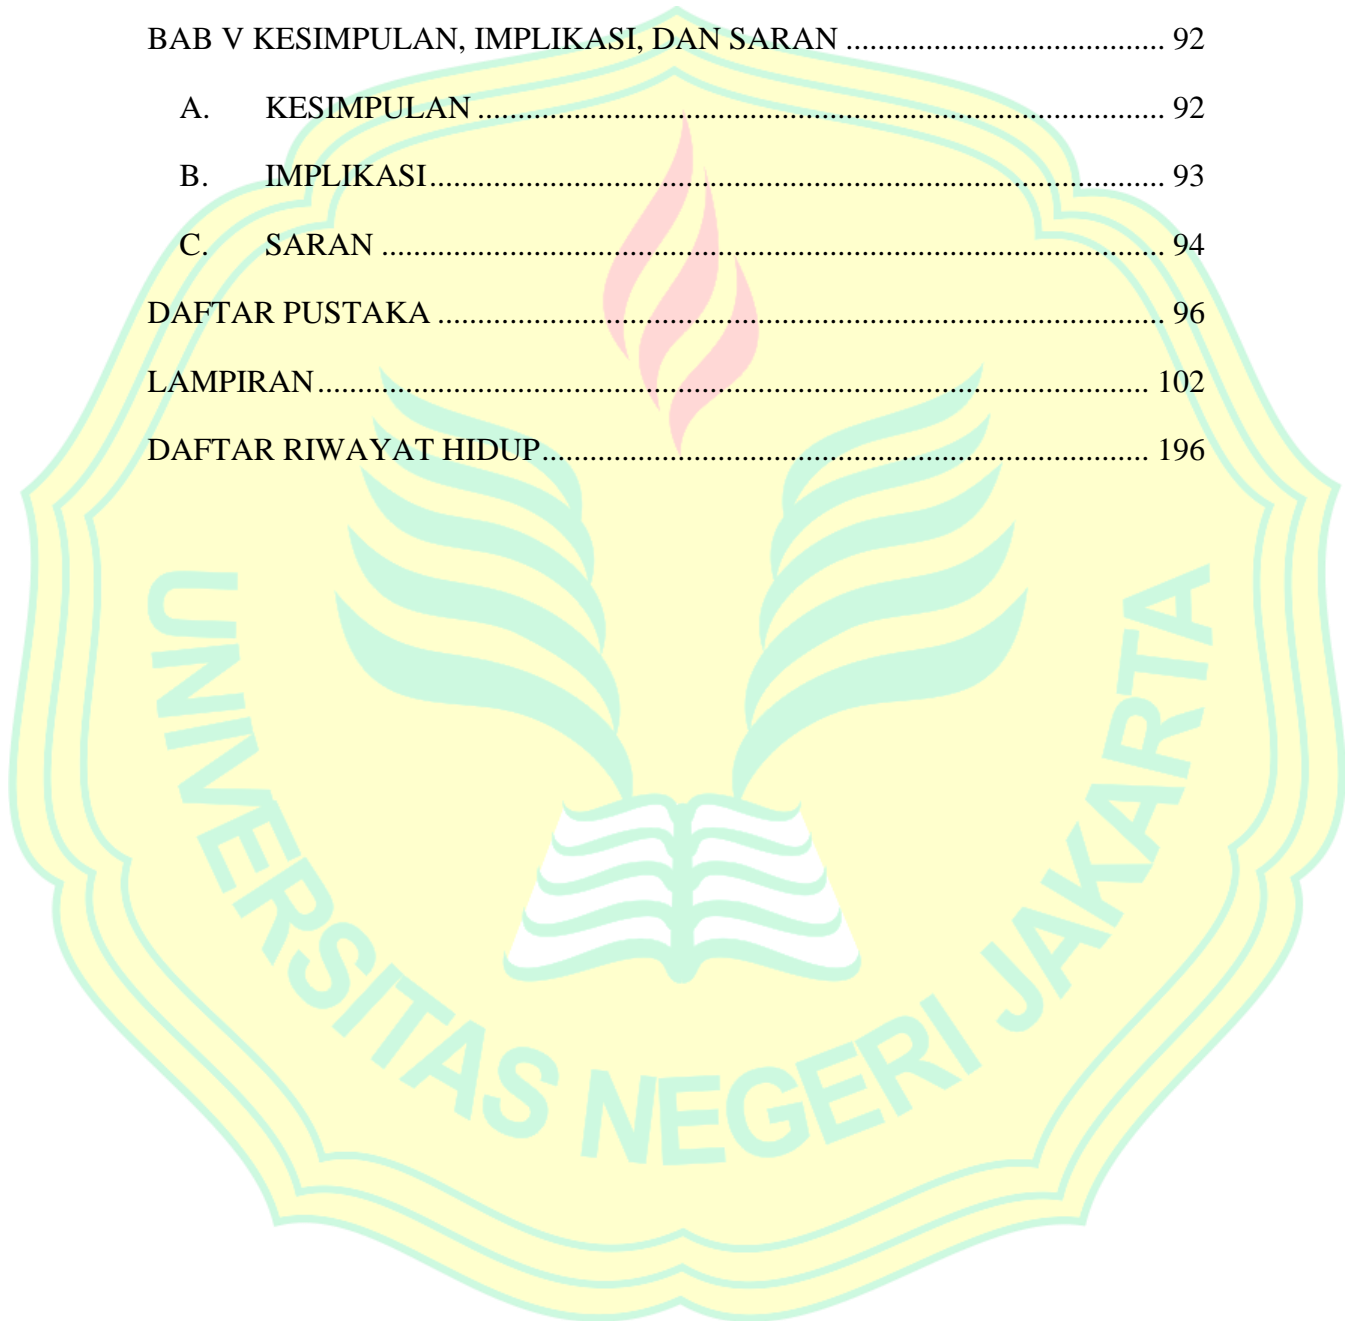 BAB V KESIMPULAN, IMPLIKASI, DAN SARAN ....................................... 92
A. KESIMPULAN .................................................................................... 92
B. IMPLIKASI .......................................................................................... 93
C. SARAN ................................................................................................ 94
DAFTAR PUSTAKA ......................................................................................... 96
LAMPIRAN ...................................................................................................... 102
DAFTAR RIWAYAT HIDUP .......................................................................... 196
UNIVERSITAS NEGERI JAKARTA